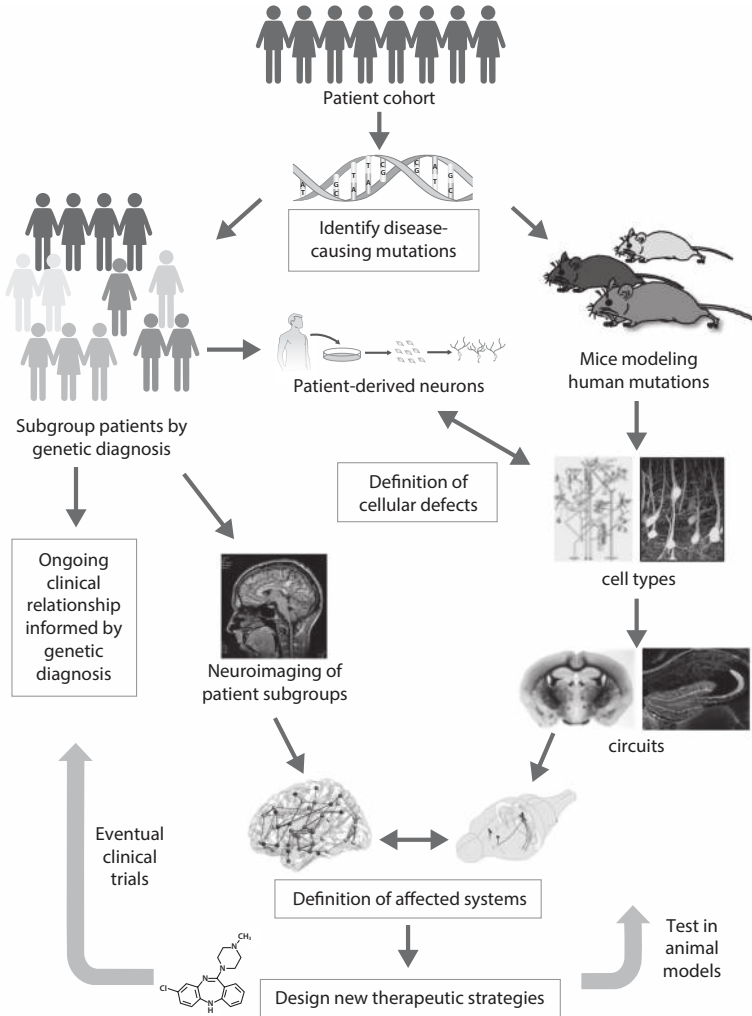 Patient cohort
A T
G C
T A
T A
C G
C G
A T
G C
Identify disease-
causing mutations
Subgroup patients by
genetic diagnosis
Patient-derived neurons
Mice modeling
human mutations
Definition of
cellular defects
cell types
Ongoing
clinical
relationship
informed by
genetic
diagnosis
Neuroimaging of
patient subgroups
circuits
Eventual
clinical
trials
Definition of affected systems
Test in
animal
models
CH₃
N
N
N
Cl
N
H
Design new therapeutic strategies